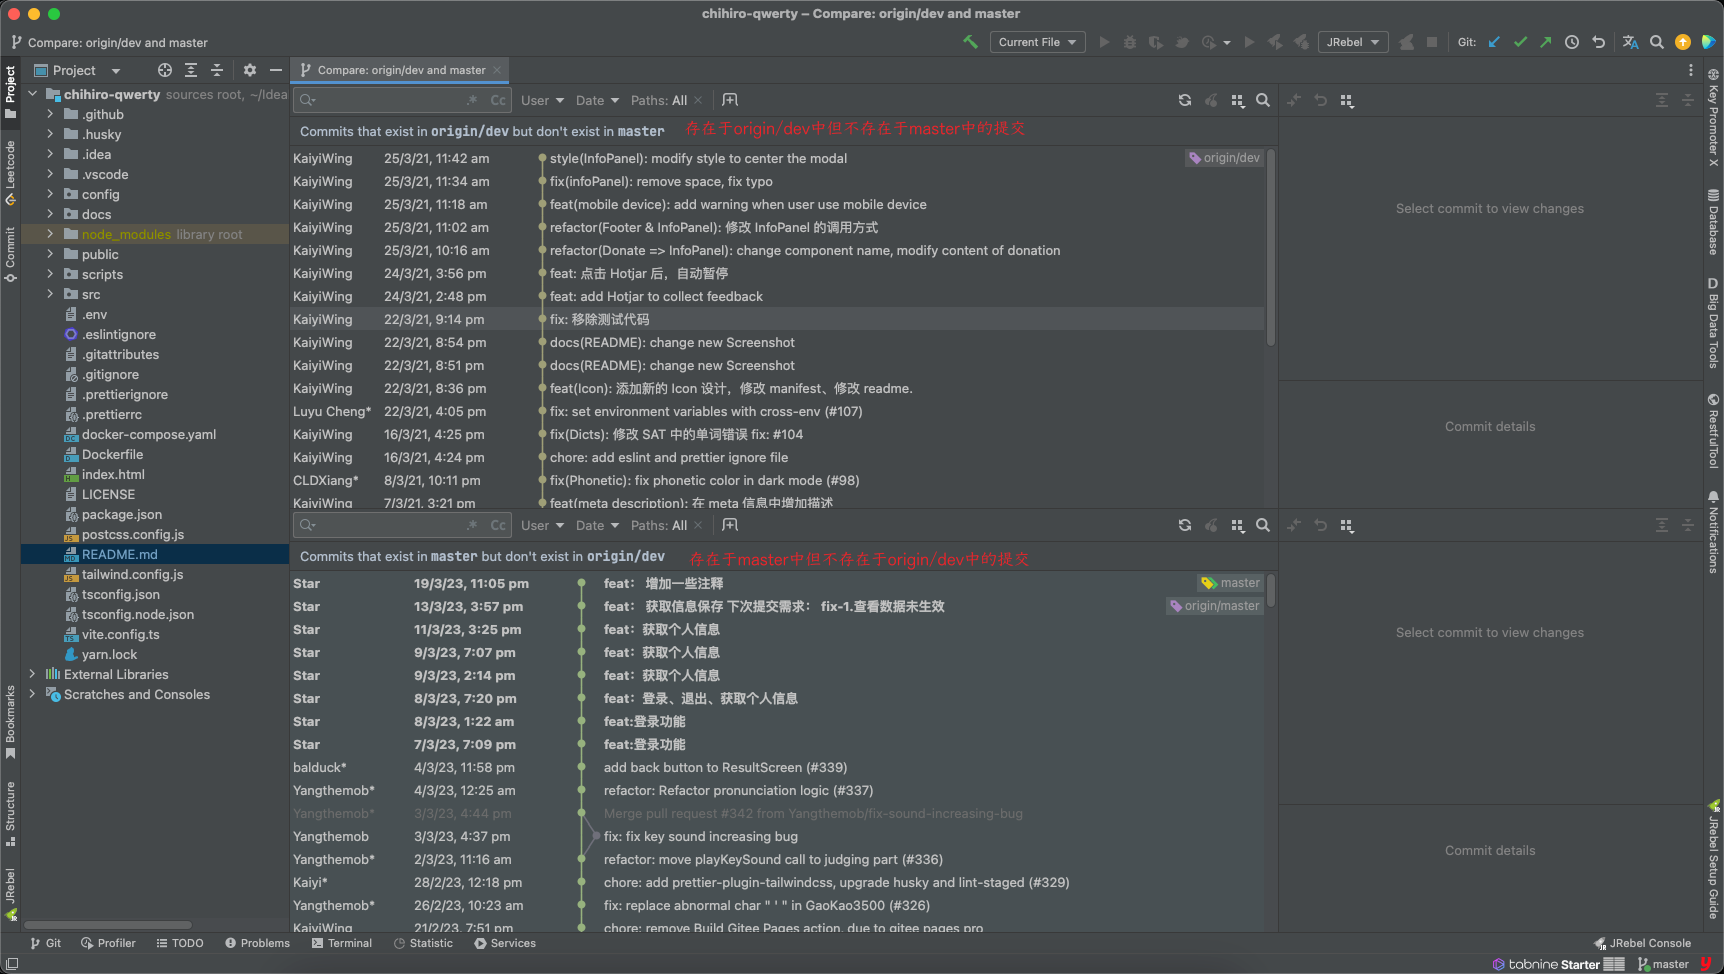 chihiro-qwerty – Compare: origin/dev and master
Compare: origin/dev and master
Current File
JRebel
Git:
Project
Compare: origin/dev and master
chihiro-qwerty sources root, ~/Idea
.github
.husky
.idea
.vscode
config
docs
node_modules library root
public
scripts
src
.env
.eslintignore
.gitattributes
.gitignore
.prettierignore
.prettierrc
docker-compose.yaml
Dockerfile
index.html
LICENSE
package.json
postcss.config.js
README.md
tailwind.config.js
tsconfig.json
tsconfig.node.json
vite.config.ts
yarn.lock
External Libraries
Scratches and Consoles
.* Cc User Date Paths: All
Commits that exist in origin/dev but don't exist in master 存在于origin/dev中但不存在于master中的提交
KaiyiWing 25/3/21, 11:42 am style(InfoPanel): modify style to center the modal origin/dev
KaiyiWing 25/3/21, 11:34 am fix(infoPanel): remove space, fix typo
KaiyiWing 25/3/21, 11:18 am feat(mobile device): add warning when user use mobile device
KaiyiWing 25/3/21, 11:02 am refactor(Footer & InfoPanel): 修改 InfoPanel 的调用方式
KaiyiWing 25/3/21, 10:16 am refactor(Donate => InfoPanel): change component name, modify content of donation
KaiyiWing 24/3/21, 3:56 pm feat: 点击 Hotjar 后，自动暂停
KaiyiWing 24/3/21, 2:48 pm feat: add Hotjar to collect feedback
KaiyiWing 22/3/21, 9:14 pm fix: 移除测试代码
KaiyiWing 22/3/21, 8:54 pm docs(README): change new Screenshot
KaiyiWing 22/3/21, 8:51 pm docs(README): change new Screenshot
KaiyiWing 22/3/21, 8:36 pm feat(Icon): 添加新的 Icon 设计，修改 manifest、修改 readme.
Luyu Cheng* 22/3/21, 4:05 pm fix: set environment variables with cross-env (#107)
KaiyiWing 16/3/21, 4:25 pm fix(Dicts): 修改 SAT 中的单词错误 fix: #104
KaiyiWing 16/3/21, 4:24 pm chore: add eslint and prettier ignore file
CLDXiang* 8/3/21, 10:11 pm fix(Phonetic): fix phonetic color in dark mode (#98)
KaiyiWing 7/3/21, 3:21 pm feat(meta description): 在 meta 信息中增加描述
Select commit to view changes
Commit details
.* Cc User Date Paths: All
Commits that exist in master but don't exist in origin/dev 存在于master中但不存在于origin/dev中的提交
Star 19/3/23, 11:05 pm feat： 增加一些注释 master
Star 13/3/23, 3:57 pm feat： 获取信息保存 下次提交需求： fix-1.查看数据未生效 origin/master
Star 11/3/23, 3:25 pm feat：获取个人信息
Star 9/3/23, 7:07 pm feat：获取个人信息
Star 9/3/23, 2:14 pm feat：获取个人信息
Star 8/3/23, 7:20 pm feat：登录、退出、获取个人信息
Star 8/3/23, 1:22 am feat:登录功能
Star 7/3/23, 7:09 pm feat:登录功能
balduck* 4/3/23, 11:58 pm add back button to ResultScreen (#339)
Yangthemob* 4/3/23, 12:25 am refactor: Refactor pronunciation logic (#337)
Yangthemob* 3/3/23, 4:44 pm Merge pull request #342 from Yangthemob/fix-sound-increasing-bug
Yangthemob 3/3/23, 4:37 pm fix: fix key sound increasing bug
Yangthemob* 2/3/23, 11:16 am refactor: move playKeySound call to judging part (#336)
Kaiyi* 28/2/23, 12:18 pm chore: add prettier-plugin-tailwindcss, upgrade husky and lint-staged (#329)
Yangthemob* 26/2/23, 10:23 am fix: replace abnormal char " ' " in GaoKao3500 (#326)
KaiyiWing 21/2/23, 7:51 pm chore: remove Build Gitee Pages action, due to gitee pages pro
Select commit to view changes
Commit details
Project
Leetcode
Commit
Bookmarks
Structure
JRebel
Key Promoter X
Database
D Big Data Tools
RestfulTool
Notifications
JRebel Setup Guide
Git Profiler TODO Problems Terminal Statistic Services JRebel Console
tabnine Starter master